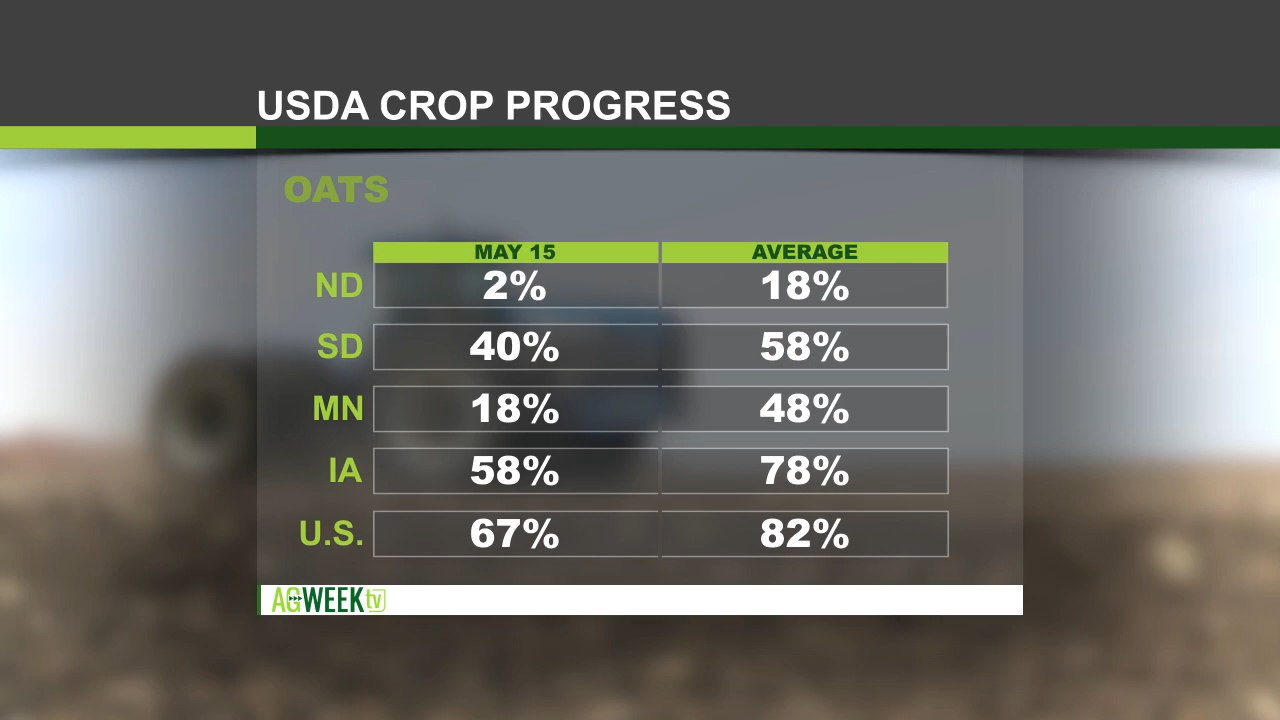 USDA CROP PROGRESS
OATS
MAY 15 AVERAGE
ND 2% 18%
SD 40% 58%
MN 18% 48%
IA 58% 78%
U.S. 67% 82%
AGWEEK tv